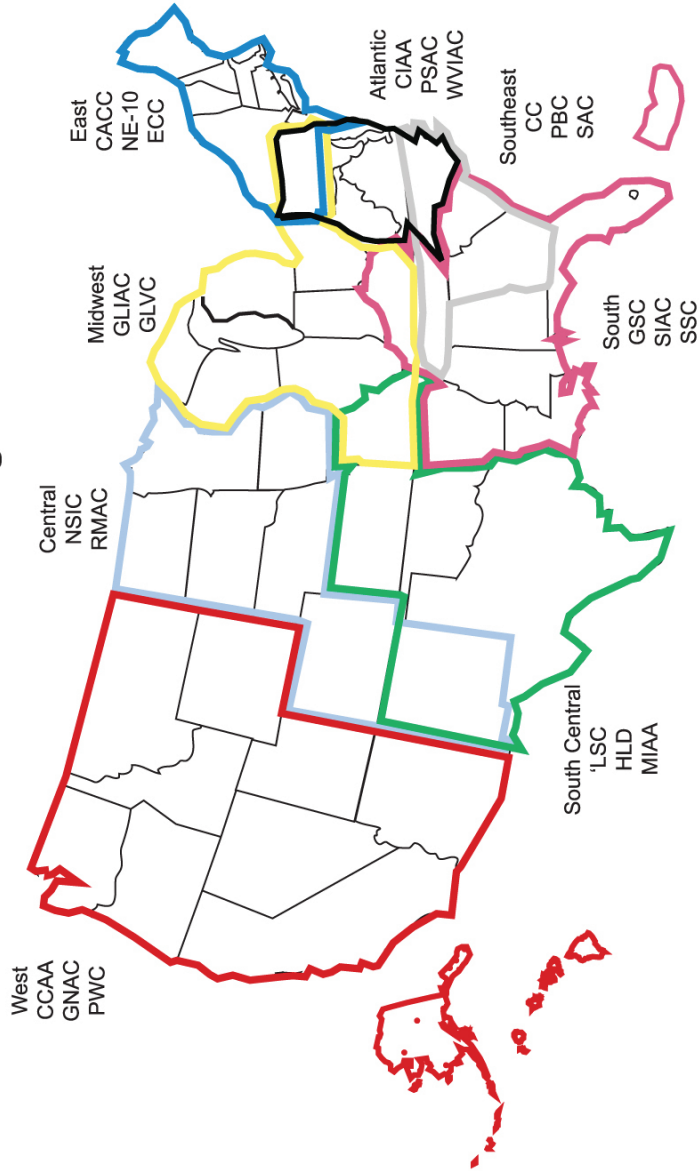 West
CCAA
GNAC
PWC
Central
NSIC
RMAC
Midwest
GLIAC
GLVC
East
CACC
NE-10
ECC
Atlantic
CIAA
PSAC
WVIAC
Southeast
CC
PBC
SAC
South
GSC
SIAC
SSC
South Central
'LSC
HLD
MIAA